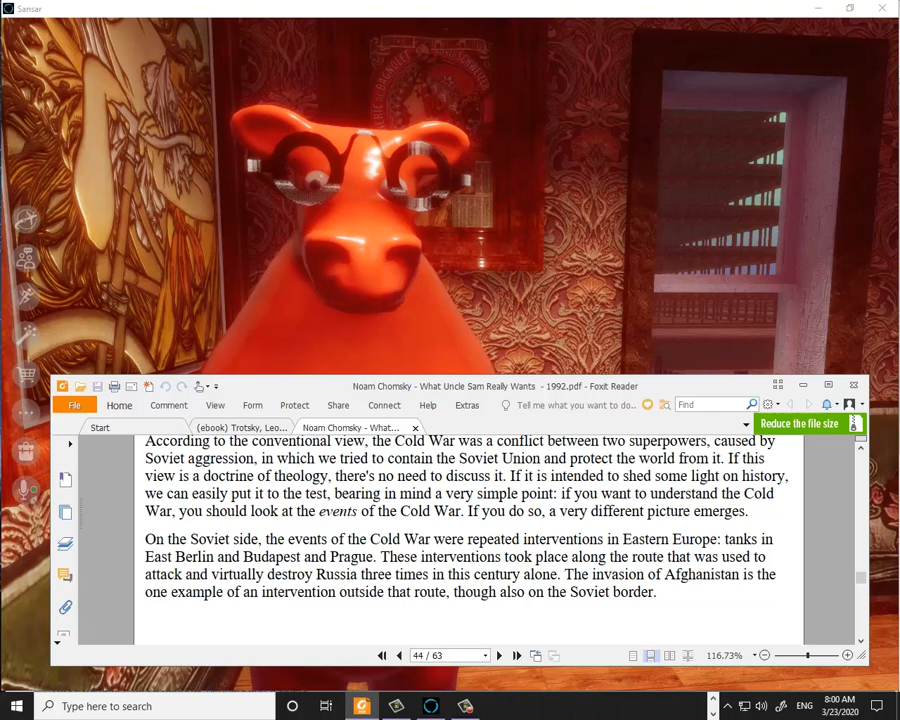 Sansar
Noam Chomsky - What Uncle Sam Really Wants - 1992.pdf - Foxit Reader
File Home Comment View Form Protect Share Connect Help Extras Tell me what you want to do.. Find
Start (ebook) Trotsky, Leo... Noam Chomsky - What... Reduce the file size
According to the conventional view, the Cold War was a conflict between two superpowers, caused by
Soviet aggression, in which we tried to contain the Soviet Union and protect the world from it. If this
view is a doctrine of theology, there's no need to discuss it. If it is intended to shed some light on history,
we can easily put it to the test, bearing in mind a very simple point: if you want to understand the Cold
War, you should look at the events of the Cold War. If you do so, a very different picture emerges.
On the Soviet side, the events of the Cold War were repeated interventions in Eastern Europe: tanks in
East Berlin and Budapest and Prague. These interventions took place along the route that was used to
attack and virtually destroy Russia three times in this century alone. The invasion of Afghanistan is the
one example of an intervention outside that route, though also on the Soviet border.
44 / 63 116.73%
Type here to search
ENG
8:00 AM
3/23/2020